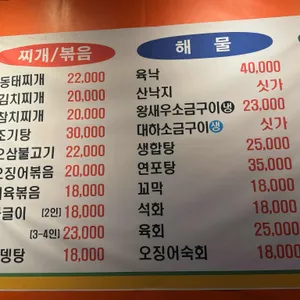 찌개/볶음
동태찌개 22,000
김치찌개 20,000
참치찌개 20,000
조기탕 30,000
오삼불고기 22,000
오징어볶음 20,000
제육볶음 18,000
[2인] 18,000
[3-4인] 23,000
오뎅탕 18,000
해물
육낙 40,000
산낙지 싯가
왕새우소금구이 냉 23,000
대하소금구이 생 싯가
생합탕 25,000
연포탕 35,000
꼬막 18,000
석화 18,000
육회 25,000
오징어숙회 18,000